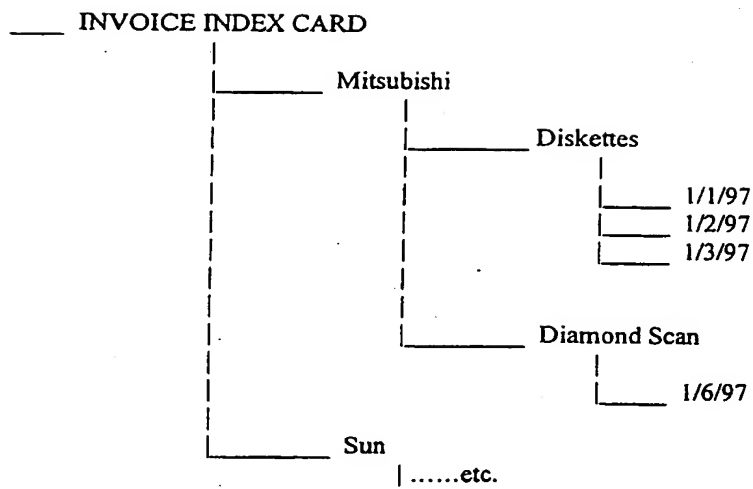 INVOICE INDEX CARD
Mitsubishi
Diskettes
1/1/97
1/2/97
1/3/97
Diamond Scan
1/6/97
Sun
......etc.